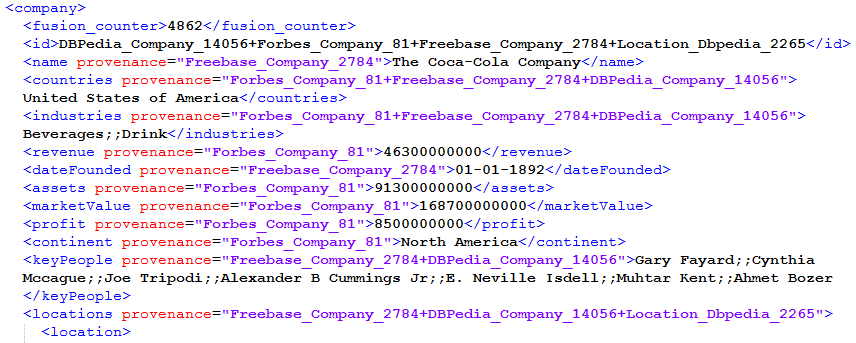 <company>
<fusion_counter>4862</fusion_counter>
<id>DBPedia_Company_14056+Forbes_Company_81+Freebase_Company_2784+Location_Dbpedia_2265</id>
<name provenance="Freebase_Company_2784">The Coca-Cola Company</name>
<countries provenance="Forbes_Company_81+Freebase_Company_2784+DBPedia_Company_14056">
United States of America</countries>
<industries provenance="Forbes_Company_81+Freebase_Company_2784+DBPedia_Company_14056">
Beverages;;Drink</industries>
<revenue provenance="Forbes_Company_81">46300000000</revenue>
<dateFounded provenance="Freebase_Company_2784">01-01-1892</dateFounded>
<assets provenance="Forbes_Company_81">91300000000</assets>
<marketValue provenance="Forbes_Company_81">168700000000</marketValue>
<profit provenance="Forbes_Company_81">8500000000</profit>
<continent provenance="Forbes_Company_81">North America</continent>
<keyPeople provenance="Freebase_Company_2784+DBPedia_Company_14056">Gary Fayard;;Cynthia
Mccague;;Joe Tripodi;;Alexander B Cummings Jr;;E. Neville Isdell;;Muhtar Kent;;Ahmet Bozer
</keyPeople>
<locations provenance="Freebase_Company_2784+DBPedia_Company_14056+Location_Dbpedia_2265">
<location>